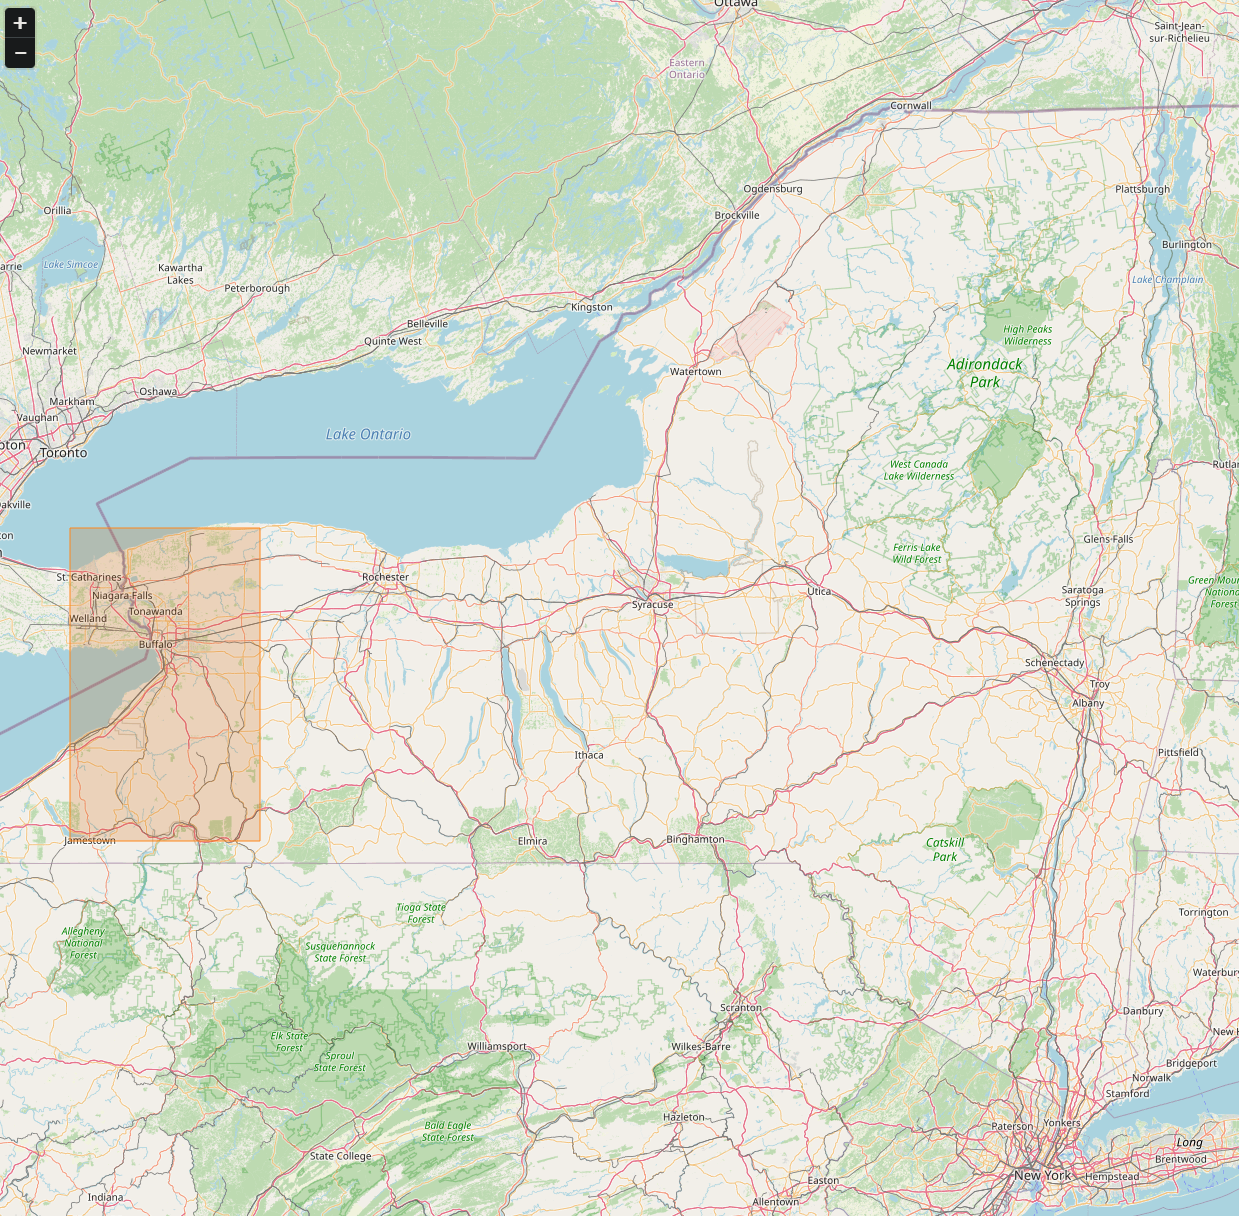 +
−
Ottawa
Saint-Jean-
sur-Richelieu
Eastern
Ontario
Cornwall
Ogdensburg
Plattsburgh
Brockville
Orillia
Burlington
arrie
Lake Simcoe
Kawartha
Lakes
Peterborough
Lake Champlain
Kingston
Belleville
Quinte West
High Peaks
Wilderness
Newmarket
Adirondack
Park
Watertown
Oshawa
Markham
Vaughan
Lake Ontario
pton
Toronto
West Canada
Lake Wilderness
Rutlan
Oakville
ton
Glens Falls
Ferris Lake
Wild Forest
St. Catharines
Rochester
Green Moun
National
Forest
Niagara Falls
Utica
Saratoga
Springs
Syracuse
Tonawanda
Welland
Buffalo
Schenectady
Troy
Albany
Ithaca
Pittsfield
Jamestown
Elmira
Binghamton
Catskill
Park
Tioga State
Forest
Torrington
Allegheny
National
Forest
Susquehannock
State Forest
Waterbury
Scranton
Danbury
Elk State
Forest
Williamsport
Wilkes-Barre
New H
Sproul
State Forest
Bridgeport
Norwalk
Stamford
Hazleton
Paterson
Yonkers
Bald Eagle
State Forest
Long
State College
Brentwood
New York
Hempstead
Easton
Indiana
Allentown